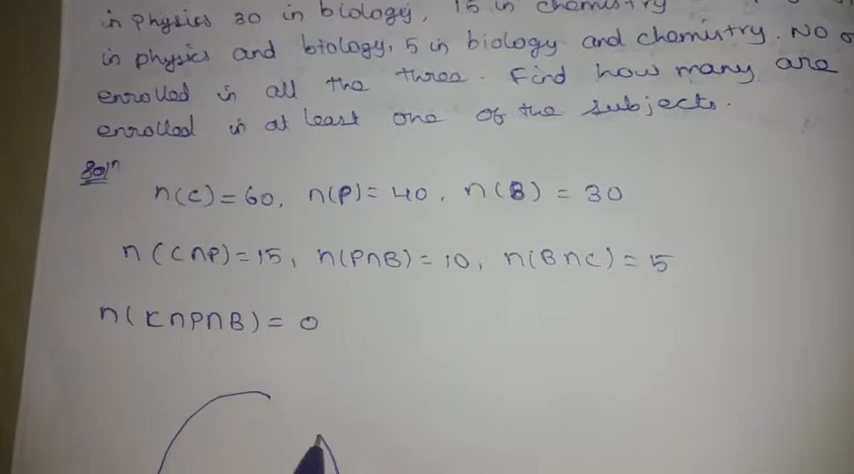 in physics 30 in biology, 15 in chemistry
in physics and biology, 5 in biology and chemistry. NO
enrolled in all the three. Find how many are
enrolled in at least one of the subjects.
Soln
n(C)=60, n(P)=40, n(B)=30
n(C∩P)=15, n(P∩B)=10, n(B∩C)=5
n(C∩P∩B)=0